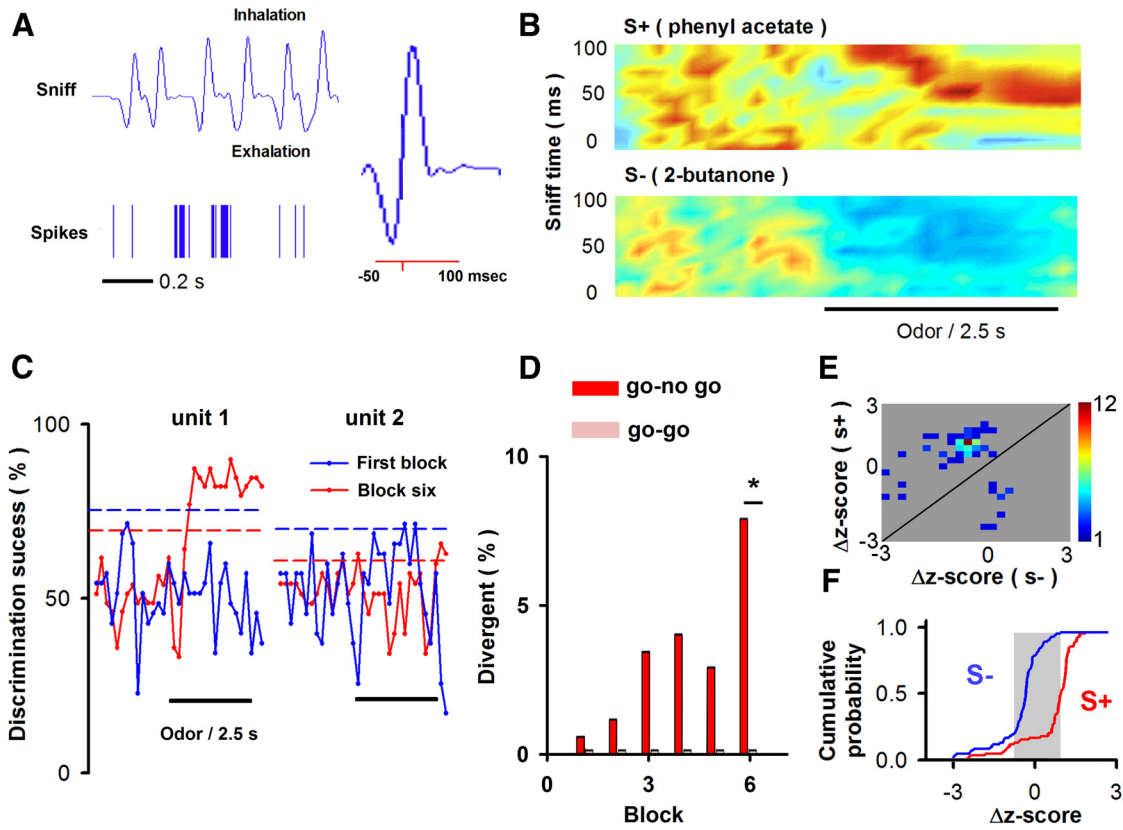 A
Inhalation
Sniff
Exhalation
Spikes
0.2 s
-50
100 msec
B
S+ ( phenyl acetate )
Sniff time ( ms )
100
50
0
S- ( 2-butanone )
100
50
0
Odor / 2.5 s
C
Discrimination sucess ( % )
100
50
0
unit 1
unit 2
First block
Block six
Odor / 2.5 s
D
go-no go
go-go
Divergent ( % )
10
5
0
0
3
6
*
Block
E
Δz-score ( s+ )
3
0
-3
-3
0
3
Δz-score ( s- )
12
1
F
Cumulative
probability
1.0
0.5
0.0
S-
S+
-3
0
3
Δz-score